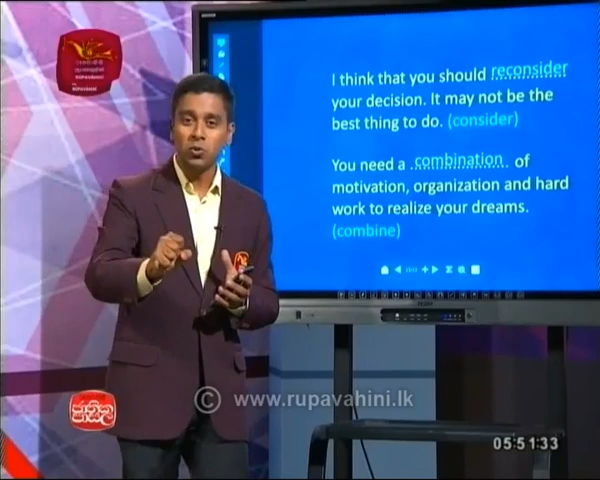 I think that you should reconsider
your decision. It may not be the
best thing to do. (consider)
You need a combination of
motivation, organization and hard
work to realize your dreams.
(combine)
© www.rupavahini.lk
05:51:33